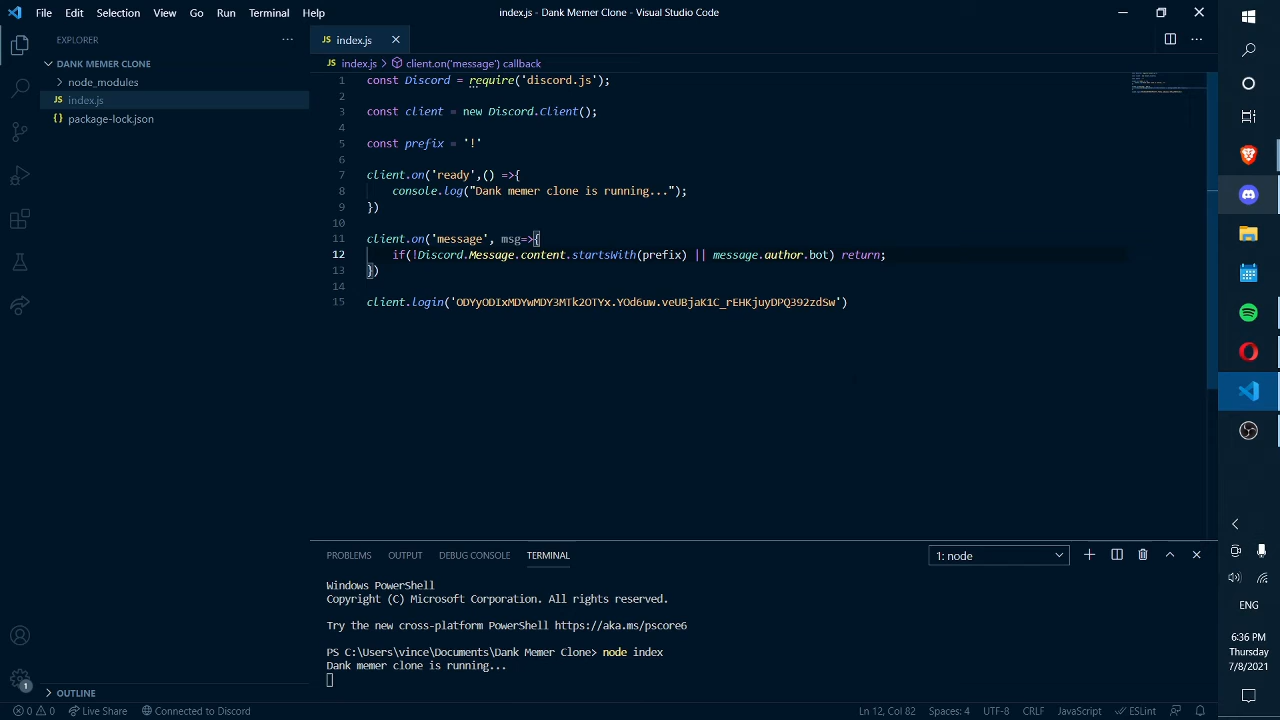 File Edit Selection View Go Run Terminal Help
index.js - Dank Memer Clone - Visual Studio Code
EXPLORER
DANK MEMER CLONE
node_modules
JS index.js
{} package-lock.json
JS index.js
JS index.js > client.on('message') callback
1 const Discord = require('discord.js');
2
3 const client = new Discord.Client();
4
5 const prefix = '!'
6
7 client.on('ready',() =>{
8 console.log("Dank memer clone is running...");
9 })
10
11 client.on('message', msg=>{
12 if(!Discord.Message.content.startsWith(prefix) || message.author.bot) return;
13 })
14
15 client.login('ODYyODIxMDYwMDY3MTk2OTYx.YOd6uw.veUBjaK1C_rEHKjuyDPQ392zdSw')
PROBLEMS OUTPUT DEBUG CONSOLE TERMINAL
1: node
Windows PowerShell
Copyright (C) Microsoft Corporation. All rights reserved.
Try the new cross-platform PowerShell https://aka.ms/pscore6
PS C:\Users\vince\Documents\Dank Memer Clone> node index
Dank memer clone is running...
OUTLINE
1
0 0 Live Share Connected to Discord
Ln 12, Col 82 Spaces: 4 UTF-8 CRLF JavaScript ESLint
ENG
6:36 PM
Thursday
7/8/2021